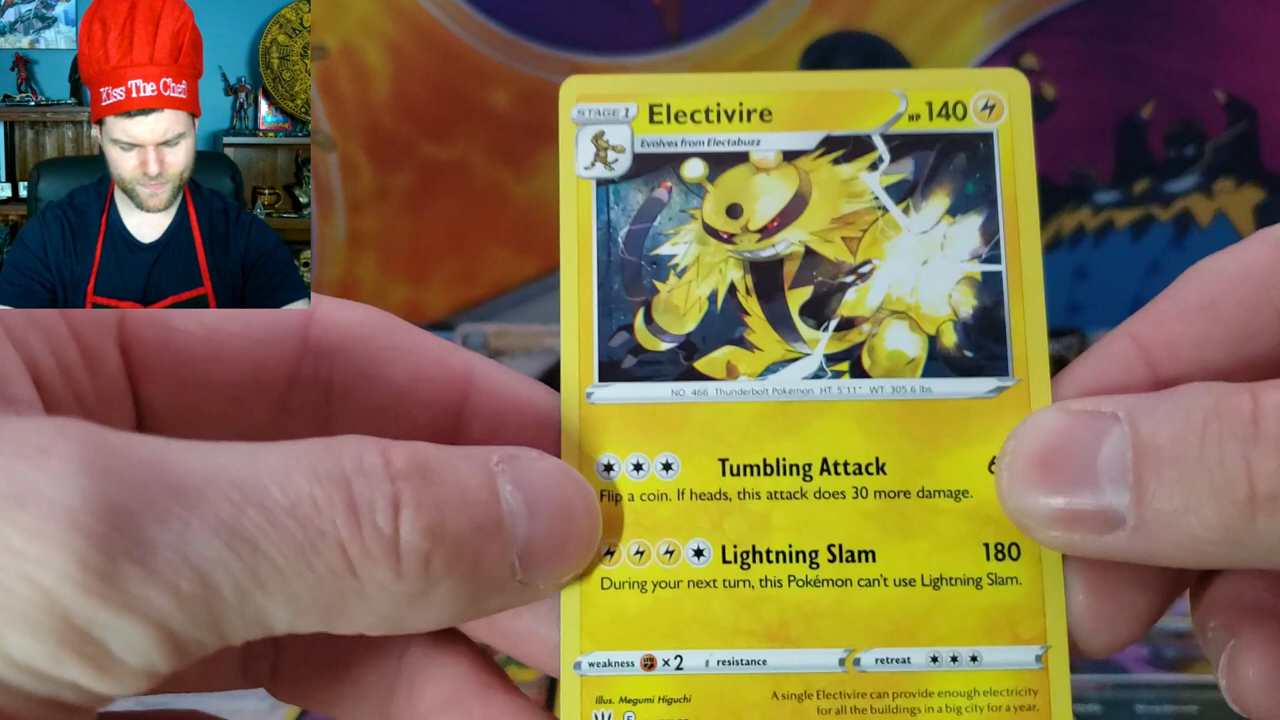 Kiss The Chef
STAGE 1 Electivire HP 140
Evolves from Electabuzz
NO. 466 Thunderbolt Pokémon HT: 5'11" WT: 305.6 lbs.
Tumbling Attack
Flip a coin. If heads, this attack does 30 more damage.
Lightning Slam 180
During your next turn, this Pokémon can't use Lightning Slam.
weakness ×2 resistance retreat
Illus. Megumi Higuchi
A single Electivire can provide enough electricity
for all the buildings in a big city for a year.